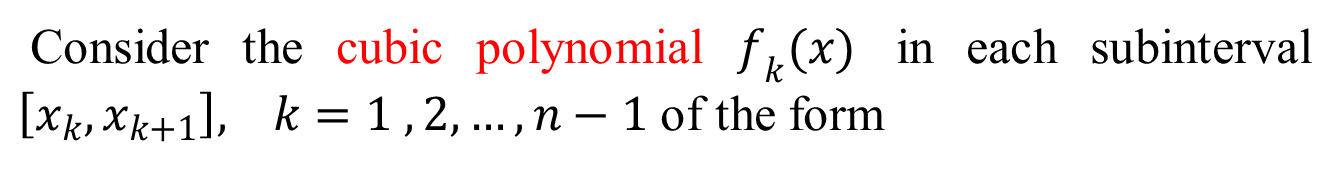 Consider the cubic polynomial f_k(x) in each subinterval
[x_k, x_{k+1}], k = 1 , 2, … , n − 1 of the form